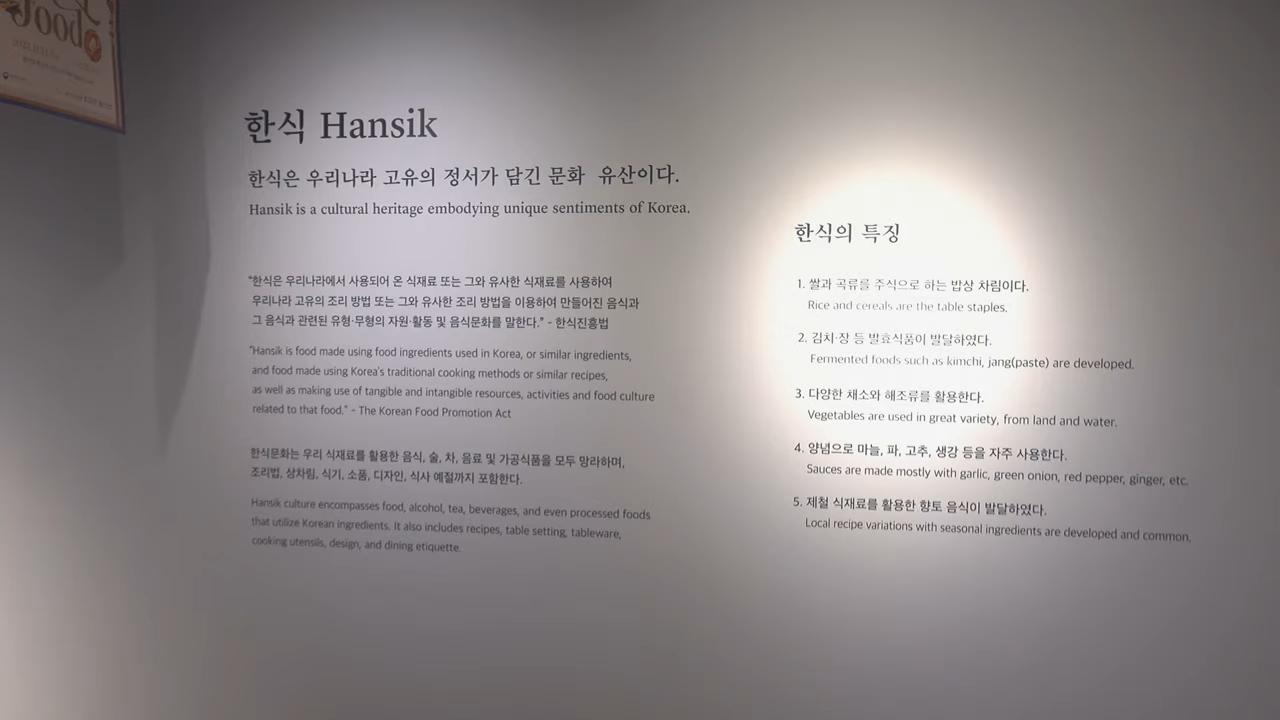 Food
한식 Hansik
한식은 우리나라 고유의 정서가 담긴 문화 유산이다.
Hansik is a cultural heritage embodying unique sentiments of Korea.
“한식은 우리나라에서 사용되어 온 식재료 또는 그와 유사한 식재료를 사용하여
우리나라 고유의 조리 방법 또는 그와 유사한 조리 방법을 이용하여 만들어진 음식과
그 음식과 관련된 유형·무형의 자원·활동 및 음식문화를 말한다.” - 한식진흥법
“Hansik is food made using food ingredients used in Korea, or similar ingredients,
and food made using Korea's traditional cooking methods or similar recipes,
as well as making use of tangible and intangible resources, activities and food culture
related to that food.” - The Korean Food Promotion Act
한식문화는 우리 식재료를 활용한 음식, 술, 차, 음료 및 가공식품을 모두 망라하며,
조리법, 상차림, 식기, 소품, 디자인, 식사 예절까지 포함한다.
Hansik culture encompasses food, alcohol, tea, beverages, and even processed foods
that utilize Korean ingredients. It also includes recipes, table setting, tableware,
cooking utensils, design, and dining etiquette.
한식의 특징
1. 쌀과 곡류를 주식으로 하는 밥상 차림이다.
Rice and cereals are the table staples.
2. 김치·장 등 발효식품이 발달하였다.
Fermented foods such as kimchi, jang(paste) are developed.
3. 다양한 채소와 해조류를 활용한다.
Vegetables are used in great variety, from land and water.
4. 양념으로 마늘, 파, 고추, 생강 등을 자주 사용한다.
Sauces are made mostly with garlic, green onion, red pepper, ginger, etc.
5. 제철 식재료를 활용한 향토 음식이 발달하였다.
Local recipe variations with seasonal ingredients are developed and common.